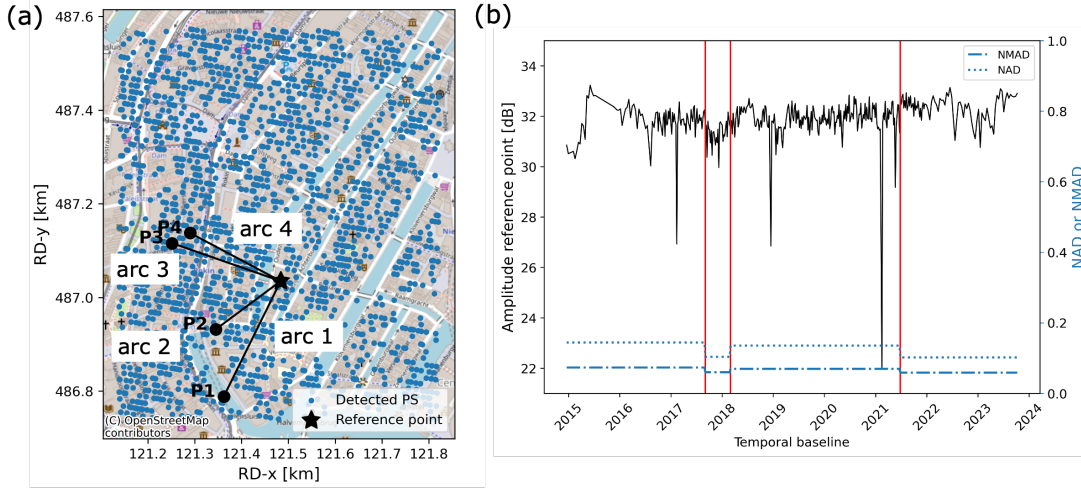 (a)
487.6
487.4
487.2
487.0
486.8
RD-y [km]
P4
P3
P2
P1
arc 4
arc 3
arc 1
arc 2
Detected PS
Reference point
(C) OpenStreetMap
contributors
121.2 121.3 121.4 121.5 121.6 121.7 121.8
RD-x [km]
(b)
Amplitude reference point [dB]
34
32
30
28
26
24
22
NMAD
NAD
1.0
0.8
0.6
0.4
0.2
0.0
NAD or NMAD
2015 2016 2017 2018 2019 2020 2021 2022 2023 2024
Temporal baseline